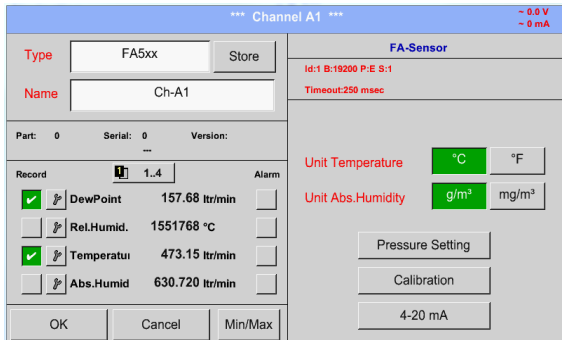 *** Channel A1 ***
~ 0.0 V
~ 0 mA
Type
FA5xx
Store
Name
Ch-A1
Part: 0 Serial: 0 Version:
---
Record
1 1..4
Alarm
DewPoint 157.68 ltr/min
Rel.Humid. 1551768 °C
Temperatui 473.15 ltr/min
Abs.Humid 630.720 ltr/min
OK
Cancel
Min/Max
FA-Sensor
Id:1 B:19200 P:E S:1
Timeout:250 msec
Unit Temperature °C °F
Unit Abs.Humidity g/m³ mg/m³
Pressure Setting
Calibration
4-20 mA